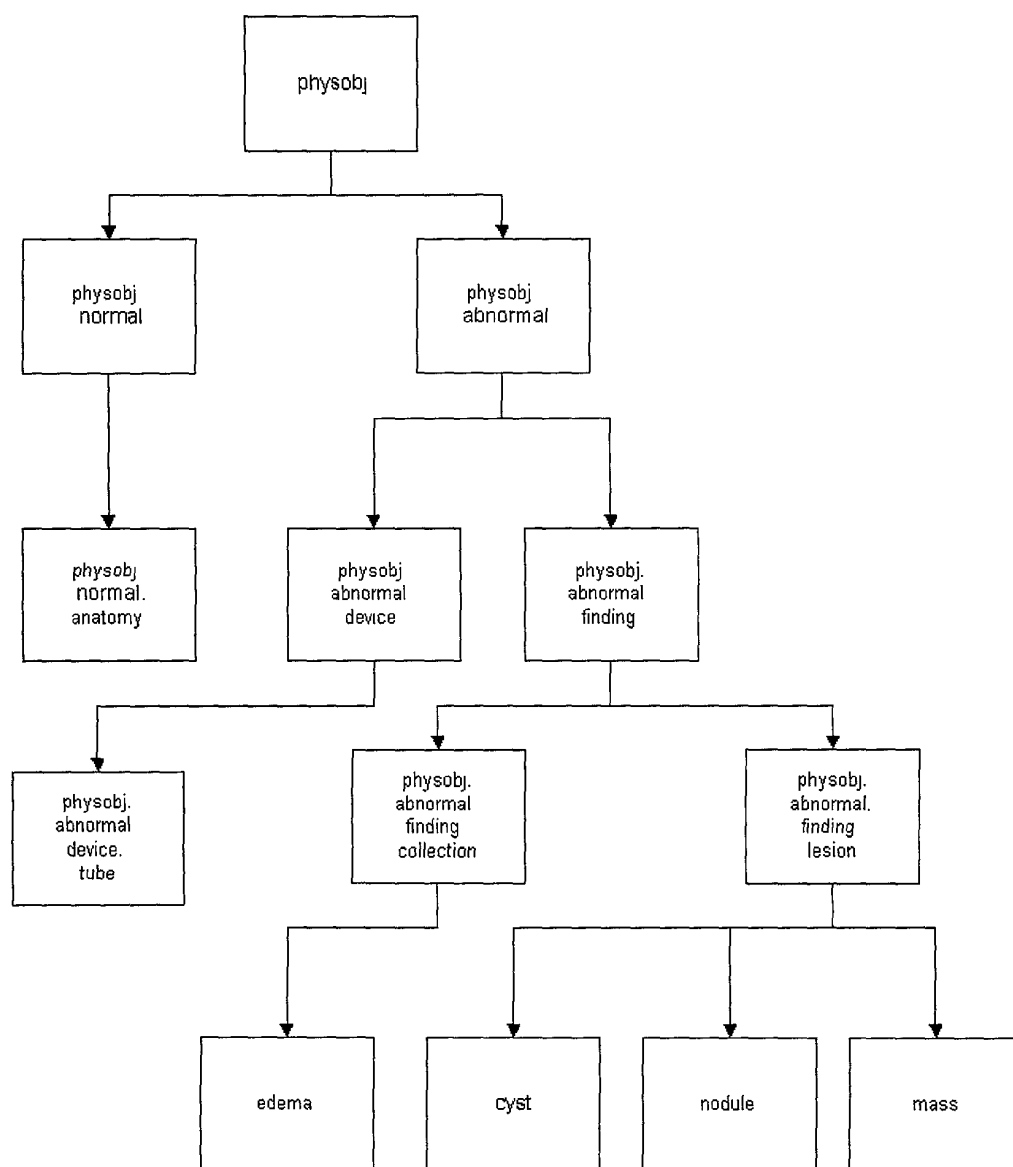 physobj
physobj
normal
physobj
abnormal
physobj
normal.
anatomy
physobj
abnormal
device
physobj.
abnormal
finding
physobj.
abnormal
device.
tube
physobj.
abnormal
finding
collection
physobj.
abnormal.
finding
lesion
edema
cyst
nodule
mass